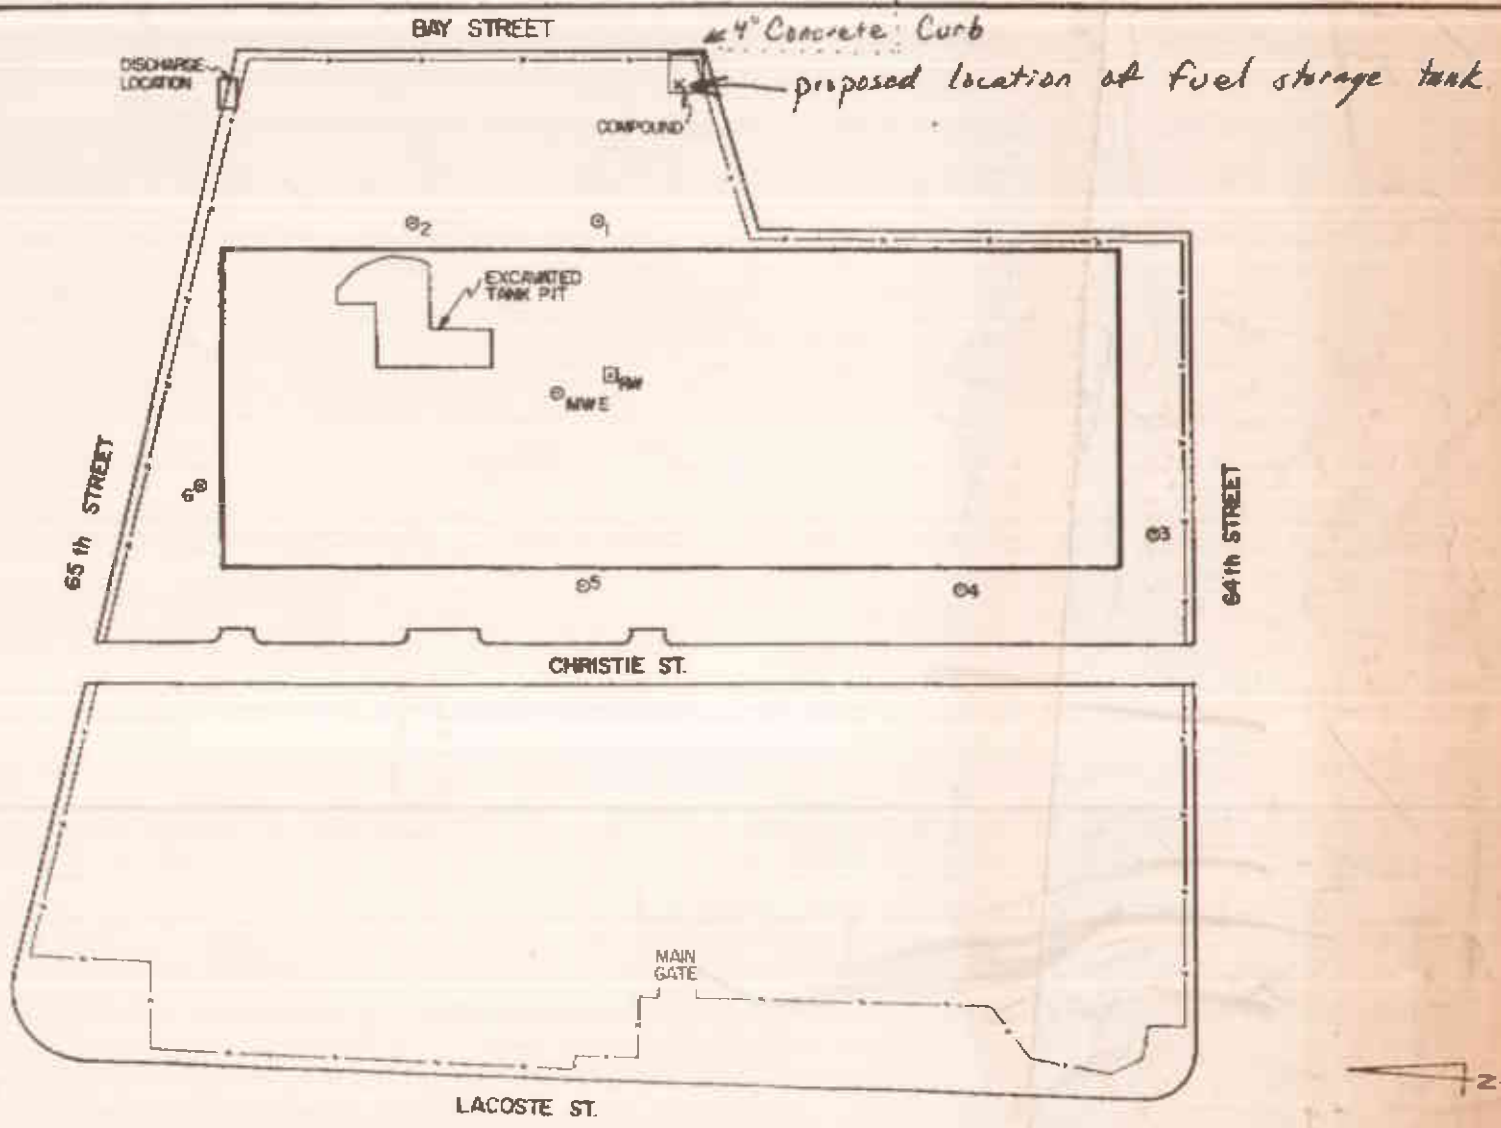 BAY STREET
4" Concrete Curb
DISCHARGE
LOCATION
proposed location of fuel storage tank
COMPOUND
2
1
EXCAVATED
TANK PIT
RW
MWE
65th STREET
6
64th STREET
3
5
4
CHRISTIE ST.
MAIN
GATE
N
LACOSTE ST.